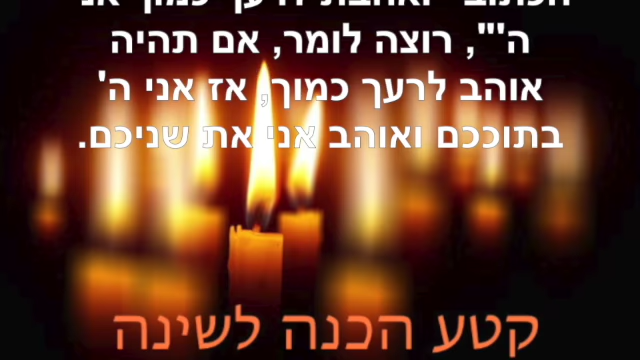 ה'", רוצה לומר, אם תהיה
אוהב לרעך כמוך, אז אני ה'
בתוככם ואוהב אני את שניכם.
קטע הכנה לשינה